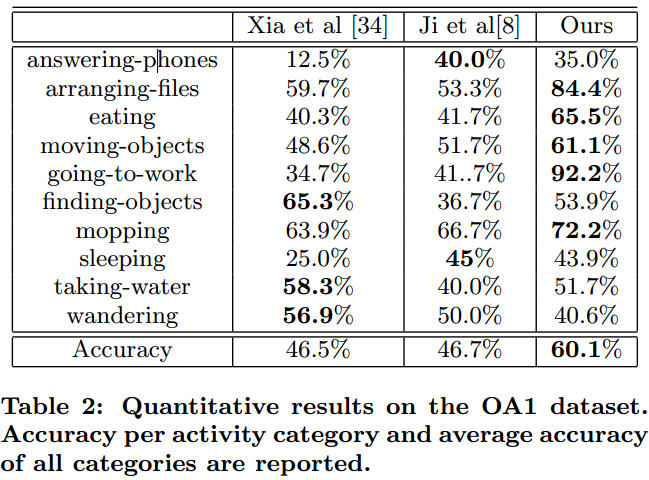 Xia et al [34] Ji et al[8] Ours
answering-phones 12.5% 40.0% 35.0%
arranging-files 59.7% 53.3% 84.4%
eating 40.3% 41.7% 65.5%
moving-objects 48.6% 51.7% 61.1%
going-to-work 34.7% 41..7% 92.2%
finding-objects 65.3% 36.7% 53.9%
mopping 63.9% 66.7% 72.2%
sleeping 25.0% 45% 43.9%
taking-water 58.3% 40.0% 51.7%
wandering 56.9% 50.0% 40.6%
Accuracy 46.5% 46.7% 60.1%
Table 2: Quantitative results on the OA1 dataset.
Accuracy per activity category and average accuracy
of all categories are reported.